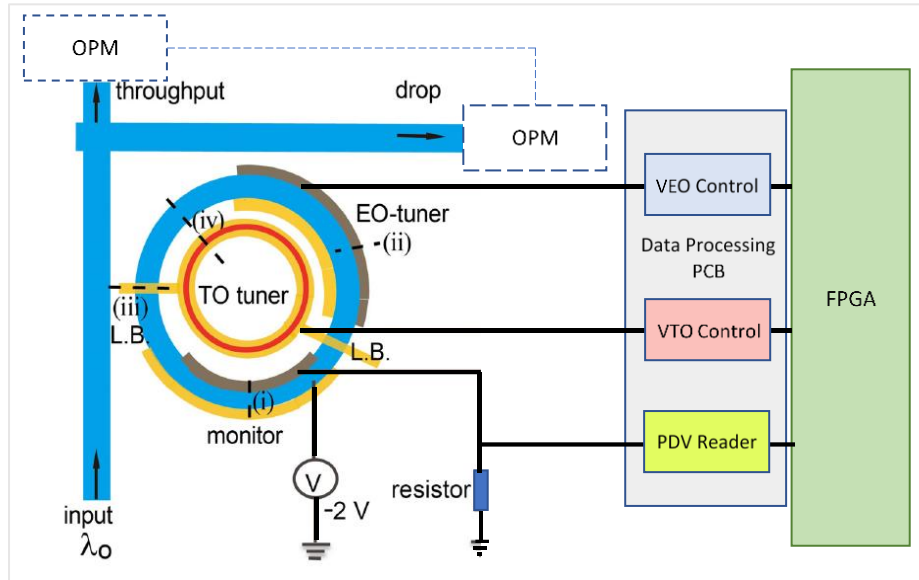 OPM
throughput
drop
OPM
VEO Control
EO-tuner
(iv)
(ii)
Data Processing
PCB
FPGA
TO tuner
(iii)
L.B.
VTO Control
L.B.
(i)
monitor
PDV Reader
V
-2 V
resistor
input
λo